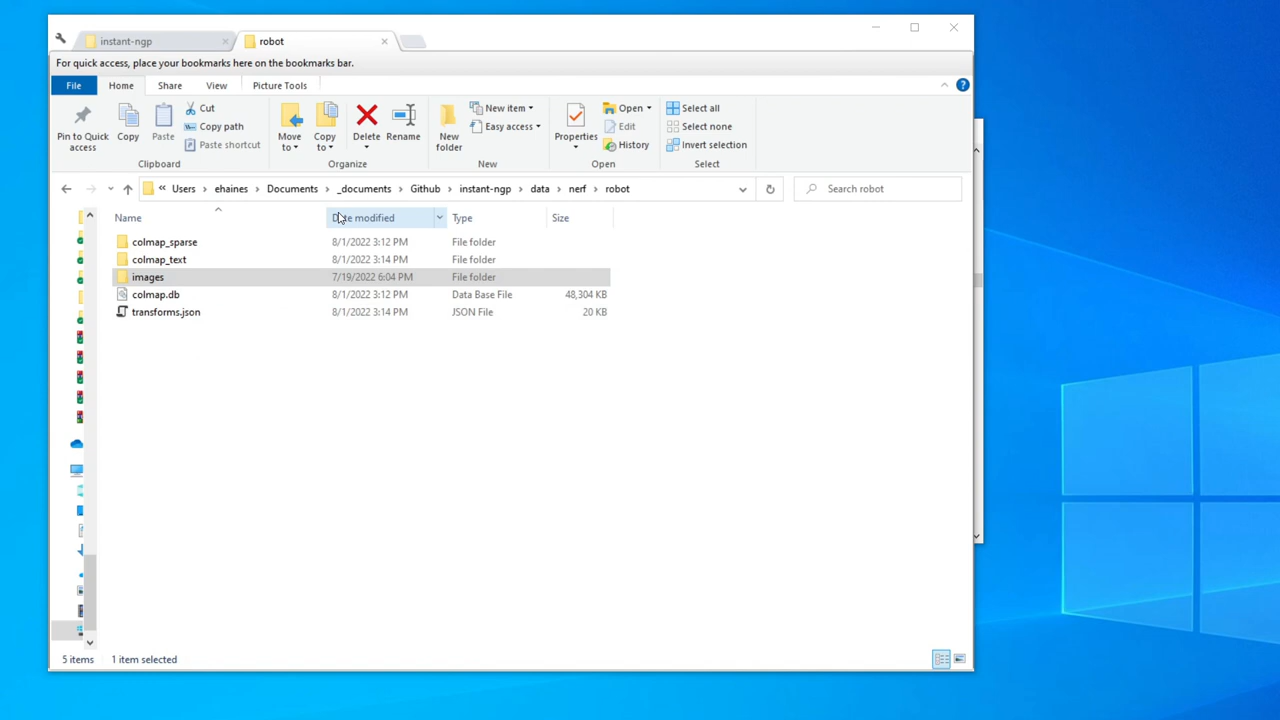 instant-ngp robot
For quick access, place your bookmarks here on the bookmarks bar.
File Home Share View Picture Tools
Pin to Quick access Copy Paste Cut Copy path Paste shortcut Move to Copy to Delete Rename New folder New item Easy access Properties Open Edit History Select all Select none Invert selection
Clipboard Organize New Open Select
« Users > ehaines > Documents > _documents > Github > instant-ngp > data > nerf > robot Search robot
Name Date modified Type Size
colmap_sparse 8/1/2022 3:12 PM File folder
colmap_text 8/1/2022 3:14 PM File folder
images 7/19/2022 6:04 PM File folder
colmap.db 8/1/2022 3:12 PM Data Base File 48,304 KB
transforms.json 8/1/2022 3:14 PM JSON File 20 KB
5 items 1 item selected